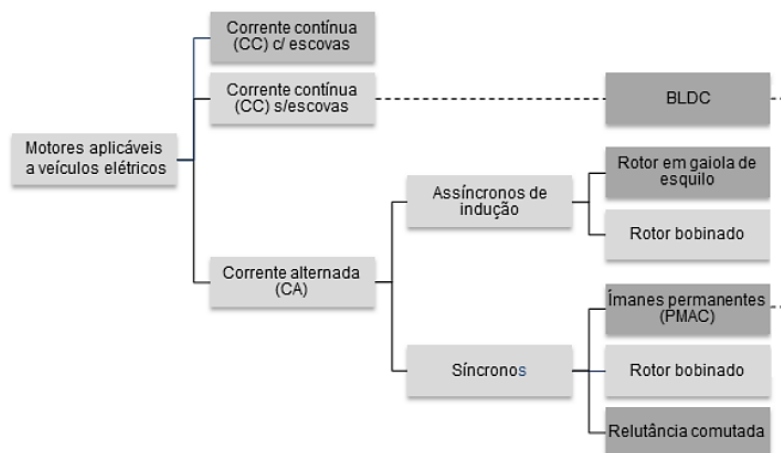 Corrente contínua
(CC) c/ escovas
Corrente contínua
(CC) s/escovas
BLDC
Motores aplicáveis
a veículos elétricos
Rotor em gaiola de
esquilo
Assíncronos de
indução
Rotor bobinado
Corrente alternada
(CA)
Ímanes permanentes
(PMAC)
Síncronos
Rotor bobinado
Relutância comutada